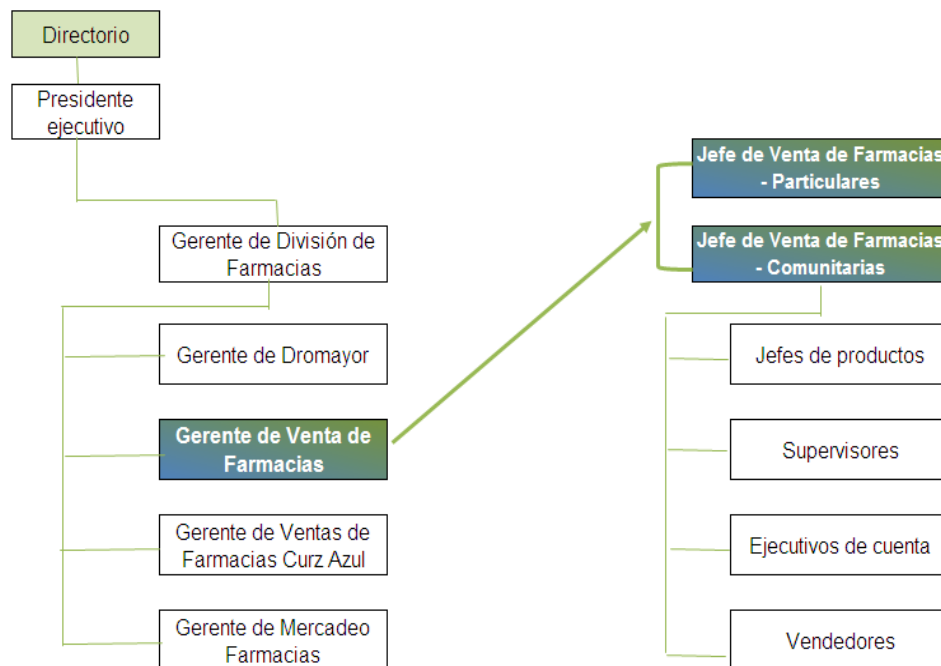 Directorio
Presidente
ejecutivo
Gerente de División de
Farmacias
Gerente de Dromayor
Gerente de Venta de
Farmacias
Gerente de Ventas de
Farmacias Curz Azul
Gerente de Mercadeo
Farmacias
Jefe de Venta de Farmacias
- Particulares
Jefe de Venta de Farmacias
- Comunitarias
Jefes de productos
Supervisores
Ejecutivos de cuenta
Vendedores